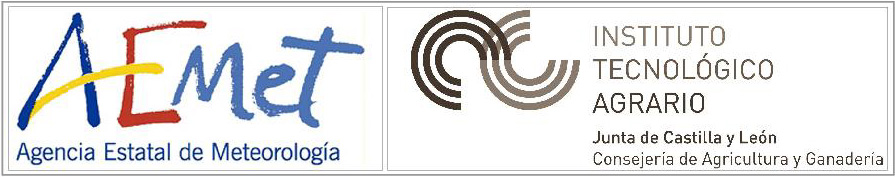 AEmet
Agencia Estatal de Meteorología
INSTITUTO
TECNOLÓGICO
AGRARIO
Junta de Castilla y León
Consejería de Agricultura y Ganadería